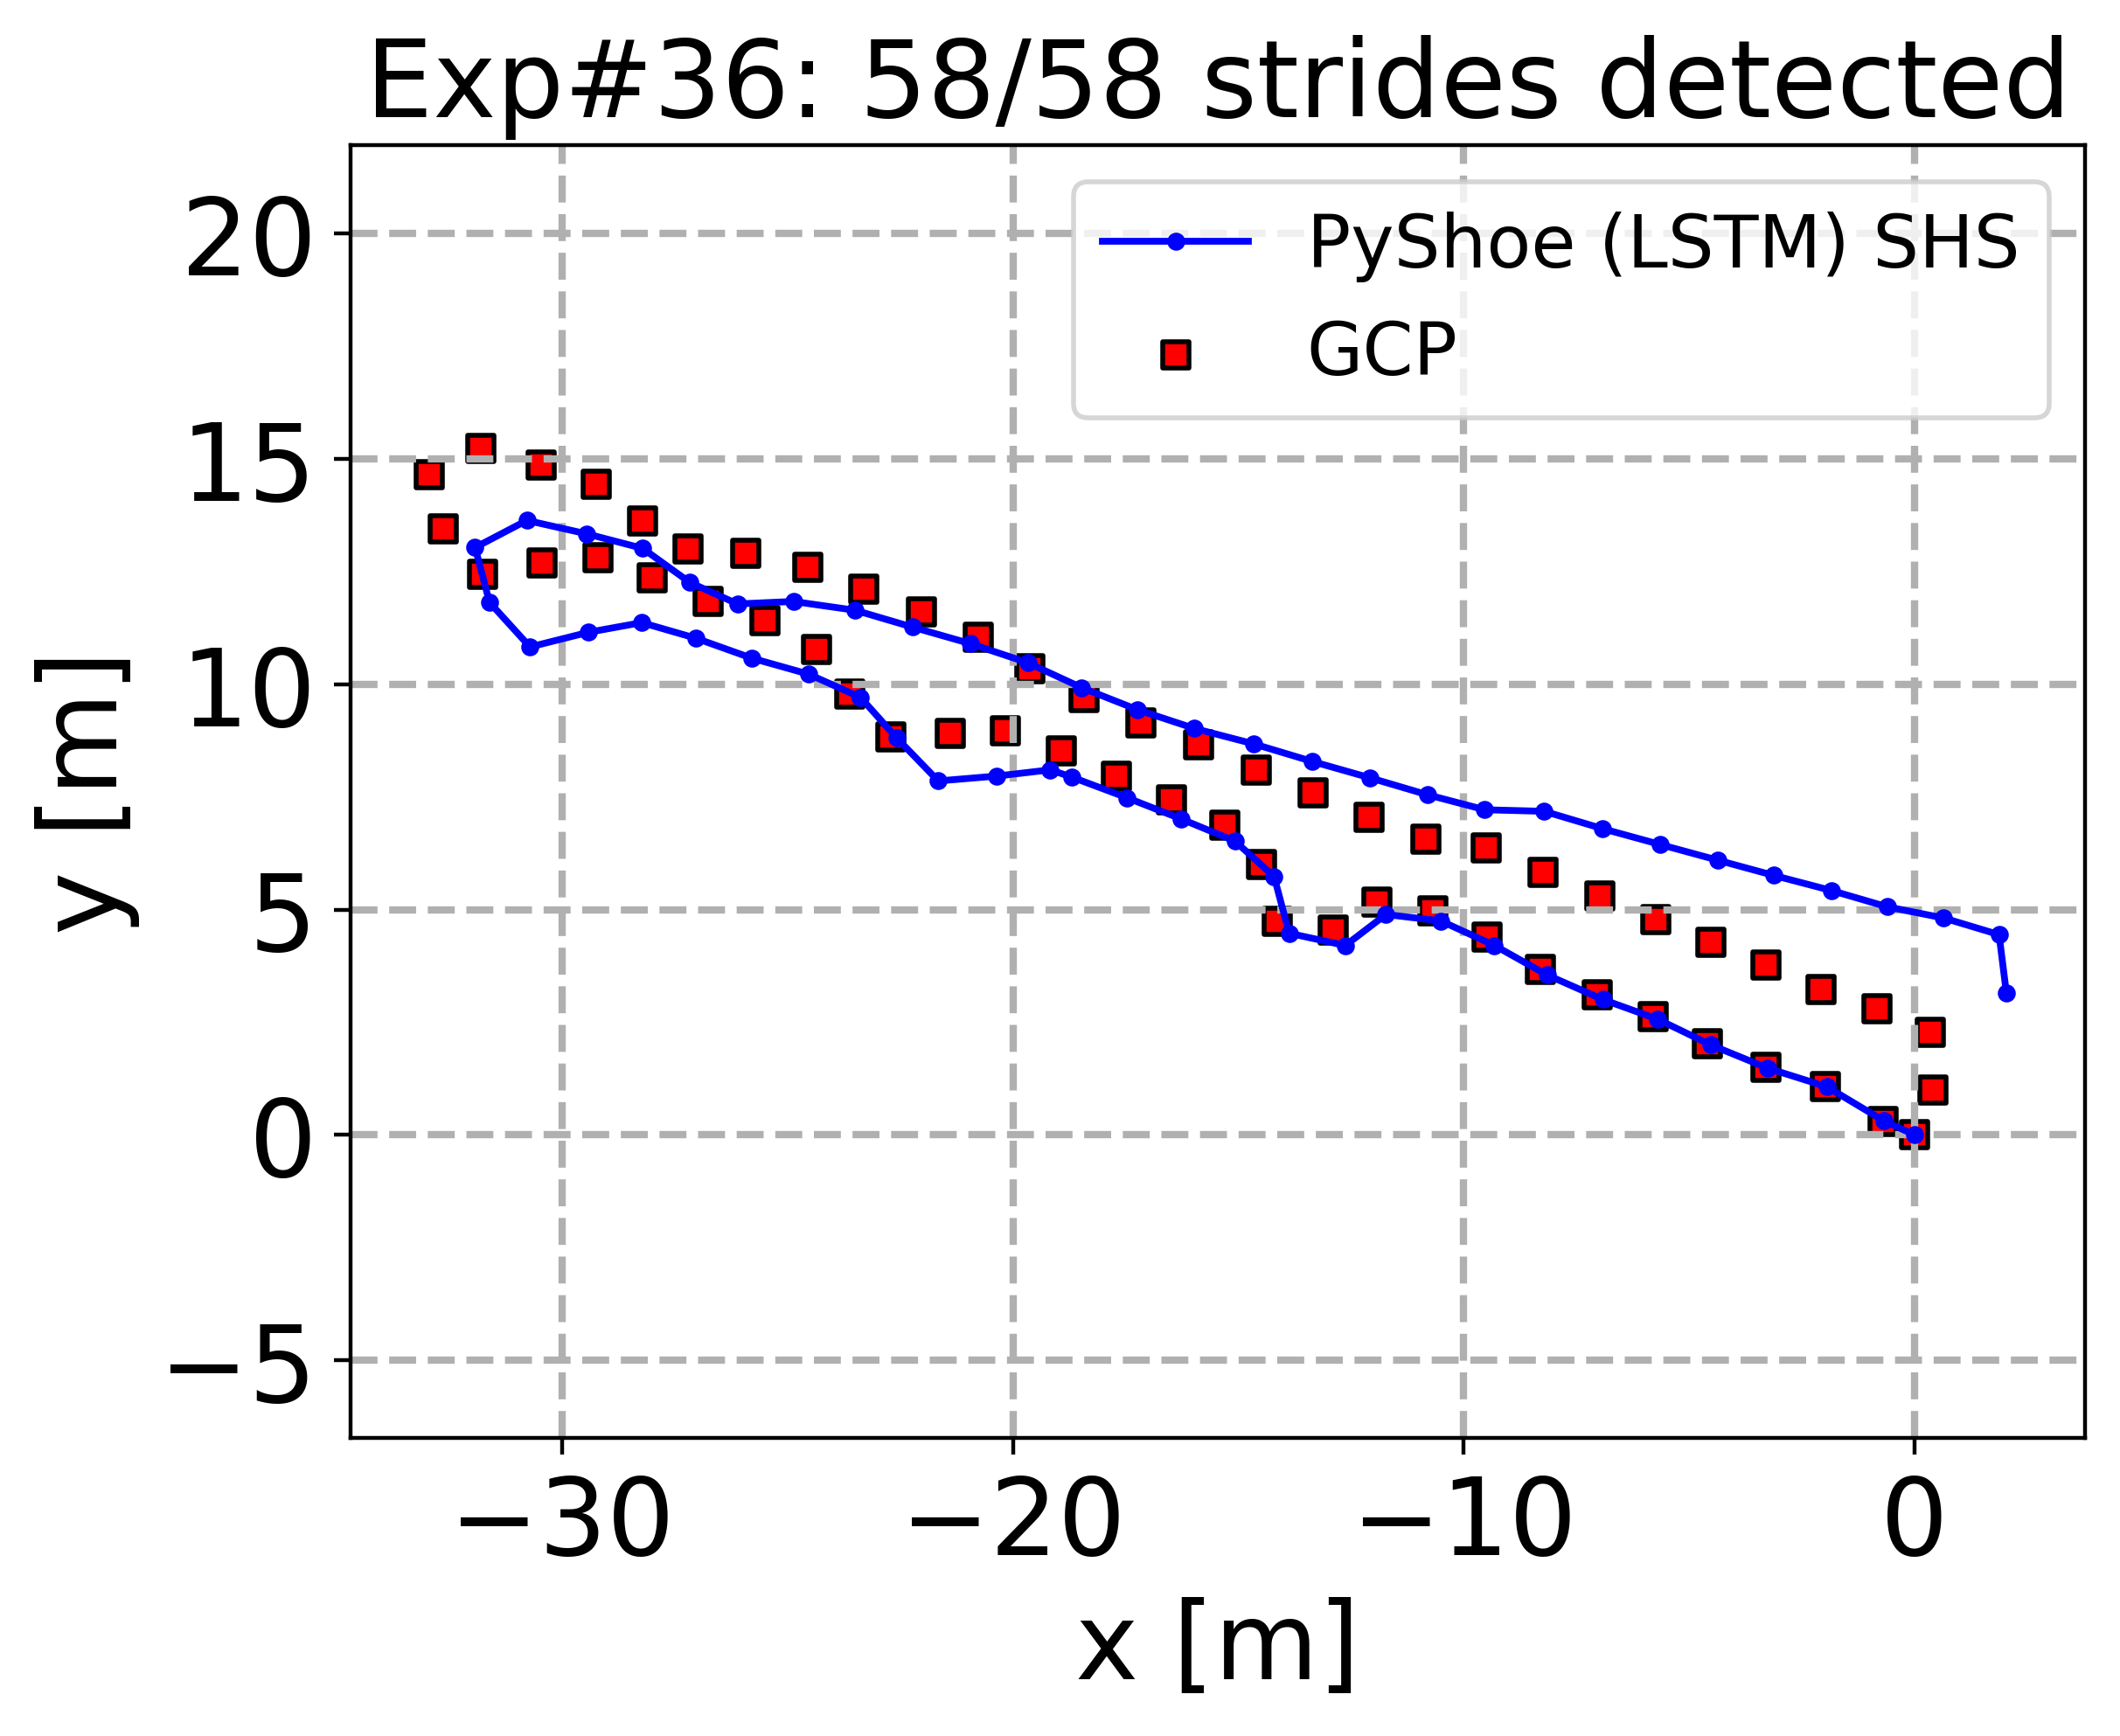 Exp#36: 58/58 strides detected
PyShoe (LSTM) SHS
GCP
y [m]
20
15
10
5
0
−5
−30 −20 −10 0
x [m]